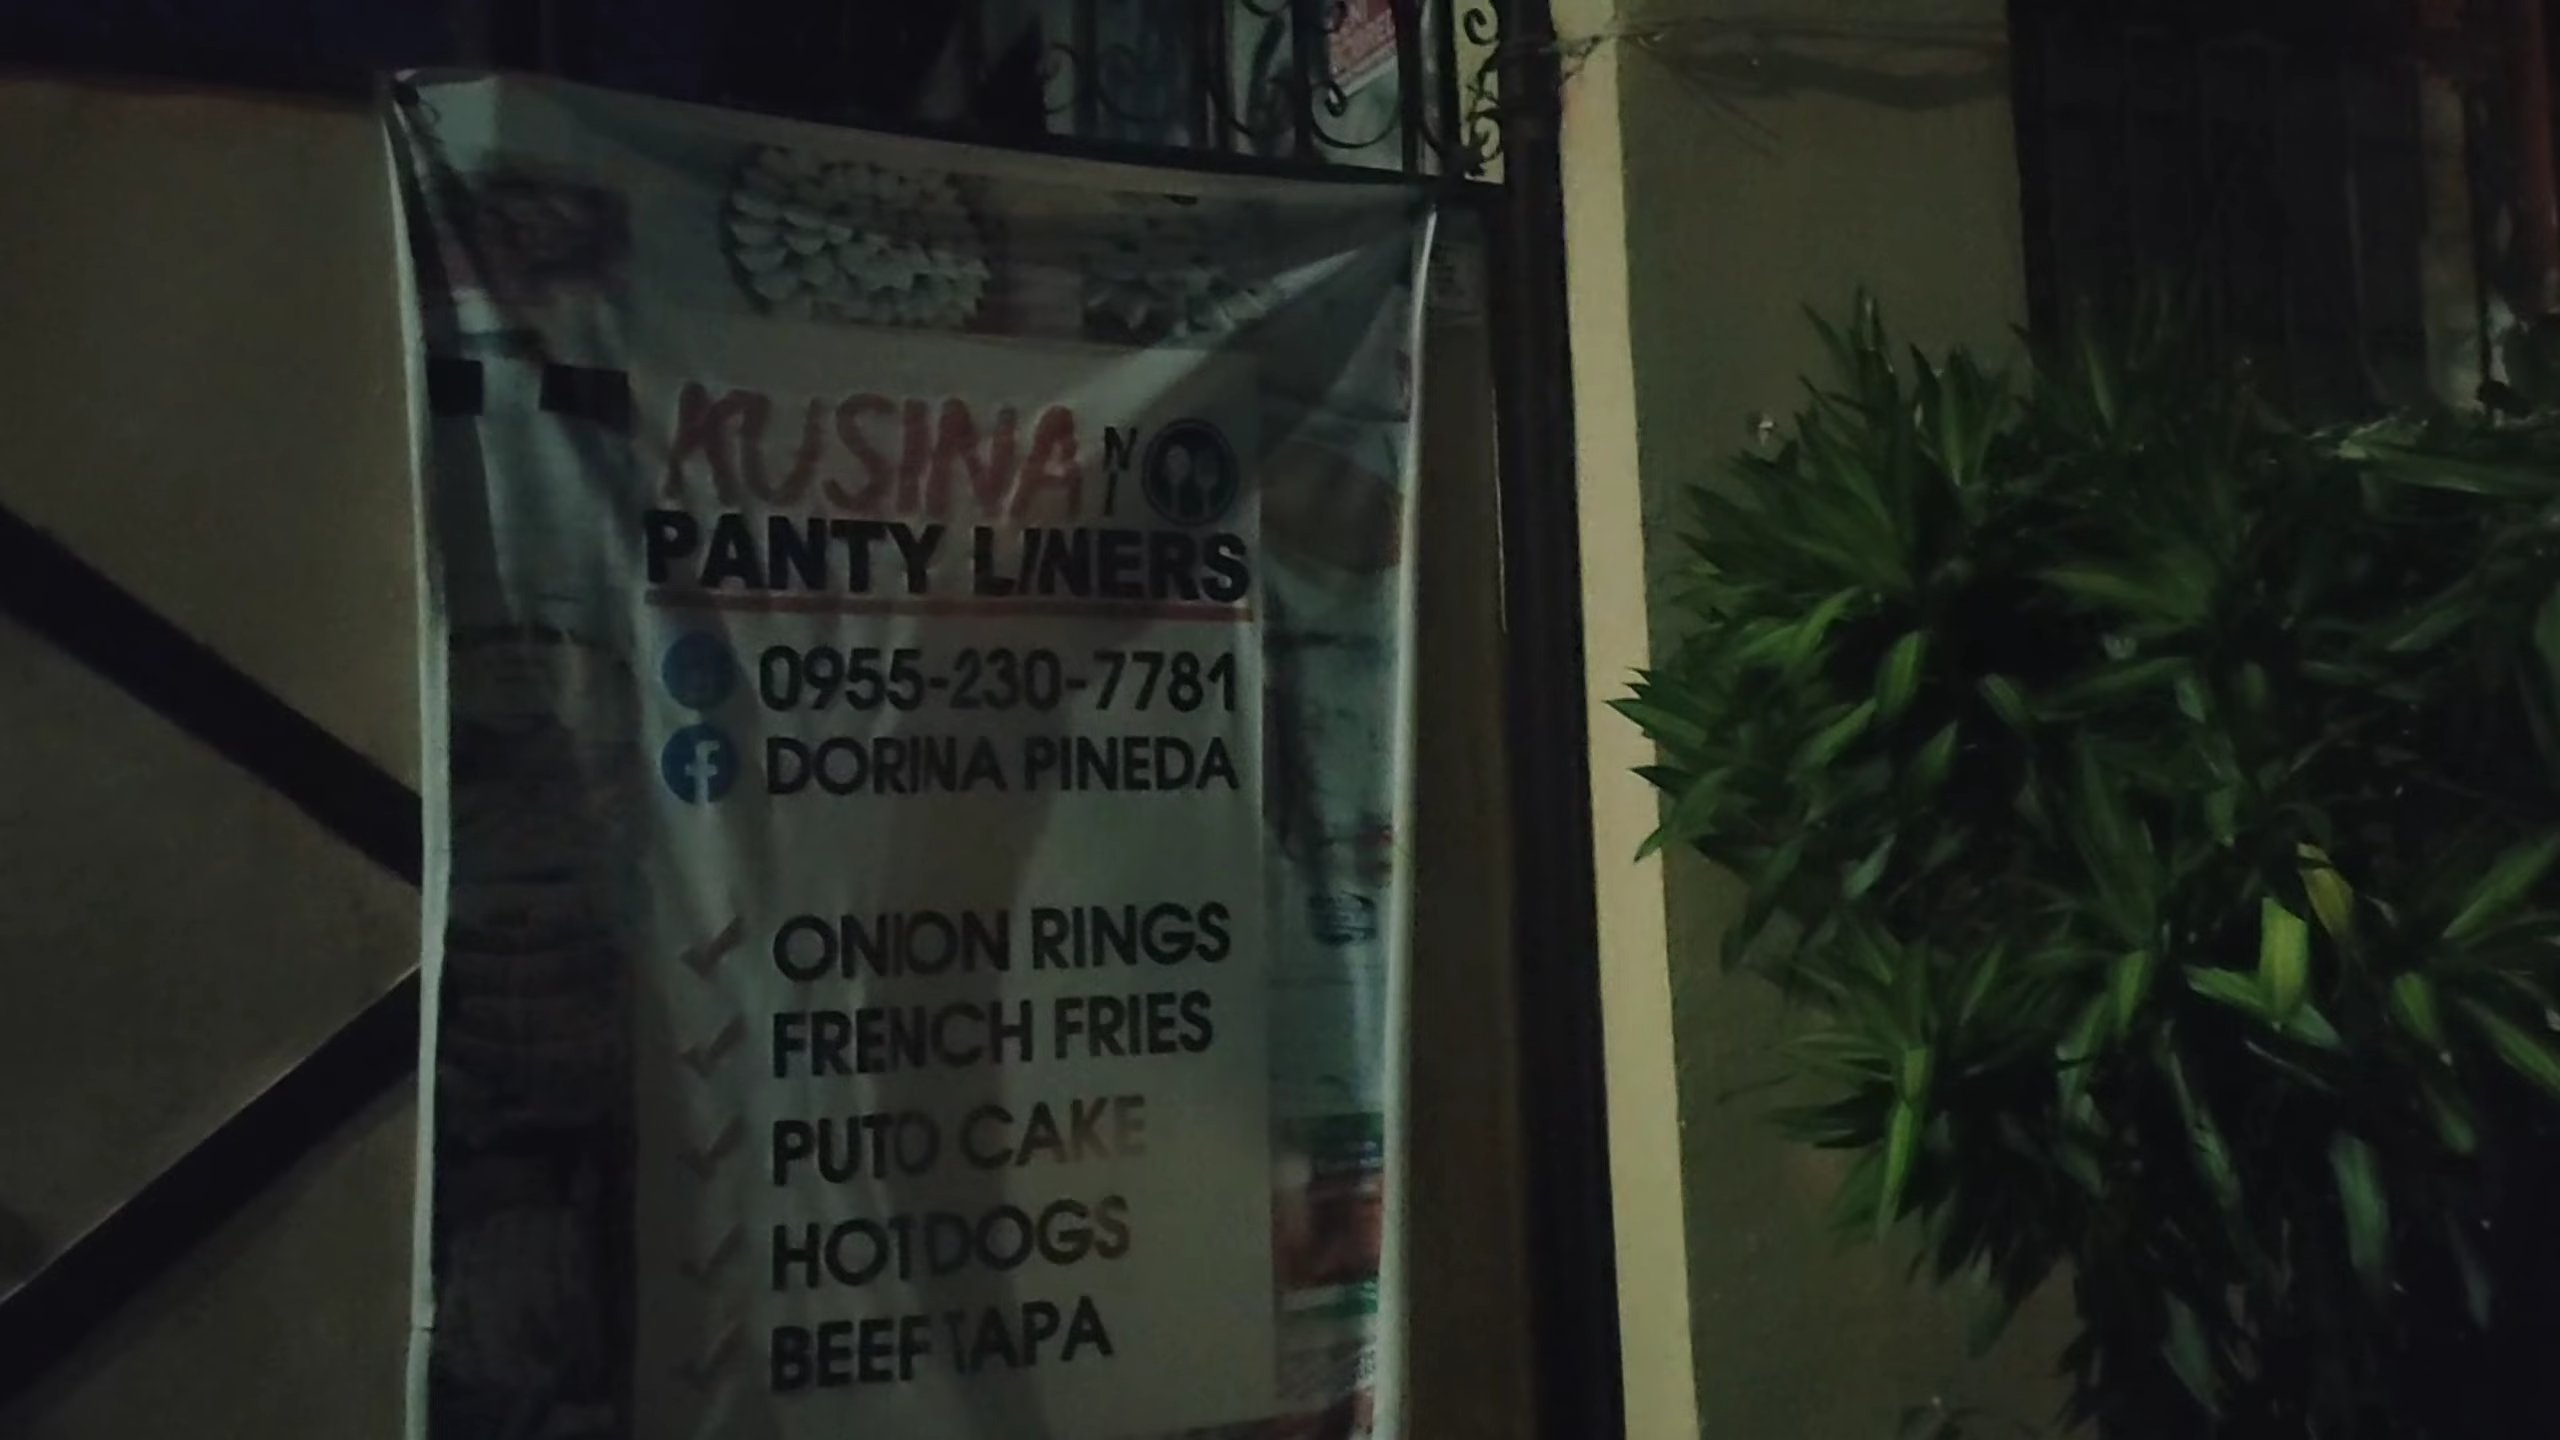 KUSINA NI
PANTY LINERS
0955-230-7781
DORINA PINEDA
ONION RINGS
FRENCH FRIES
PUTO CAKE
HOTDOGS
BEEF TAPA